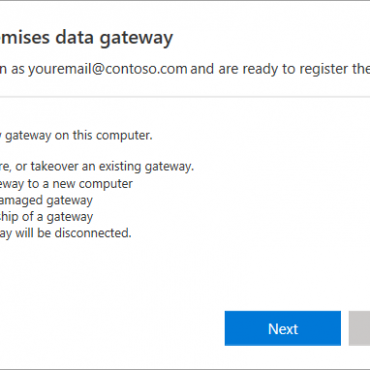 mises data gateway
n as youremail@contoso.com and are ready to register the
gateway on this computer.
re, or takeover an existing gateway.
eway to a new computer
amaged gateway
ship of a gateway
ay will be disconnected.
Next